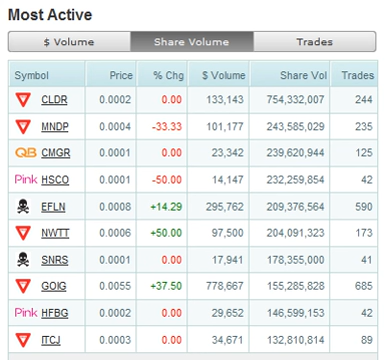 Most Active
$ Volume Share Volume Trades
Symbol Price % Chg $ Volume Share Vol Trades
CLDR 0.0002 0.00 133,143 754,332,007 244
MNDP 0.0004 -33.33 101,177 243,585,029 235
QB CMGR 0.0001 0.00 23,342 239,620,944 125
Pink HSCO 0.0001 -50.00 14,147 232,259,854 42
EFLN 0.0008 +14.29 295,762 209,376,564 590
NWTT 0.0006 +50.00 97,500 204,091,323 173
SNRS 0.0001 0.00 17,941 178,355,000 41
GOIG 0.0055 +37.50 778,667 155,285,828 685
Pink HFBG 0.0002 0.00 29,652 146,599,153 42
ITCJ 0.0003 0.00 34,671 132,810,814 89